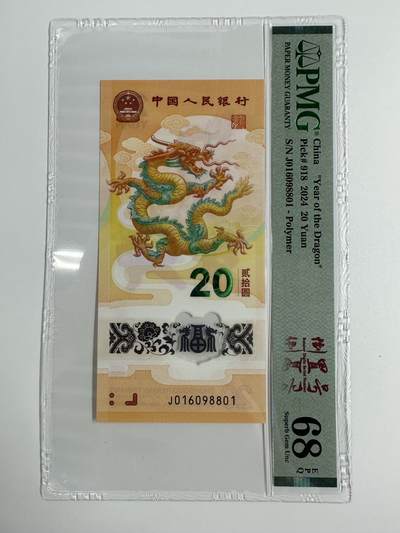 中国人民银行
20
贰拾圆
福
J016098801
PMG
PAPER MONEY GUARANTY
China "Year of the Dragon"
Pick# 918 2024 20 Yuan
S/N J016098801 - Polymer
68
EPQ
Superb Gem Unc